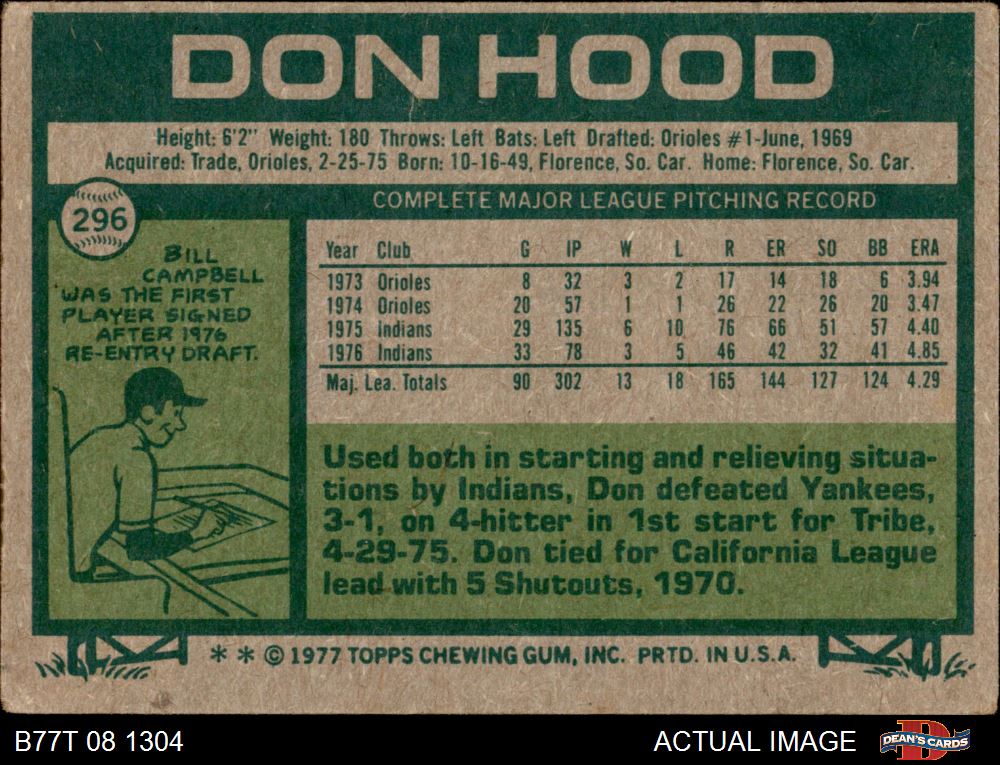 DON HOOD
Height: 6'2" Weight: 180 Throws: Left Bats: Left Drafted: Orioles #1-June, 1969
Acquired: Trade, Orioles, 2-25-75 Born: 10-16-49, Florence, So. Car. Home: Florence, So. Car.
296
BILL
CAMPBELL
WAS THE FIRST
PLAYER SIGNED
AFTER 1976
RE-ENTRY DRAFT.
COMPLETE MAJOR LEAGUE PITCHING RECORD
Year Club G IP W L R ER SO BB ERA
1973 Orioles 8 32 3 2 17 14 18 6 3.94
1974 Orioles 20 57 1 1 26 22 26 20 3.47
1975 Indians 29 135 6 10 76 66 51 57 4.40
1976 Indians 33 78 3 5 46 42 32 41 4.85
Maj. Lea. Totals 90 302 13 18 165 144 127 124 4.29
Used both in starting and relieving situa-
tions by Indians, Don defeated Yankees,
3-1, on 4-hitter in 1st start for Tribe,
4-29-75. Don tied for California League
lead with 5 Shutouts, 1970.
* * © 1977 TOPPS CHEWING GUM, INC. PRTD. IN U.S.A.
B77T 08 1304
ACTUAL IMAGE
DEAN'S CARDS